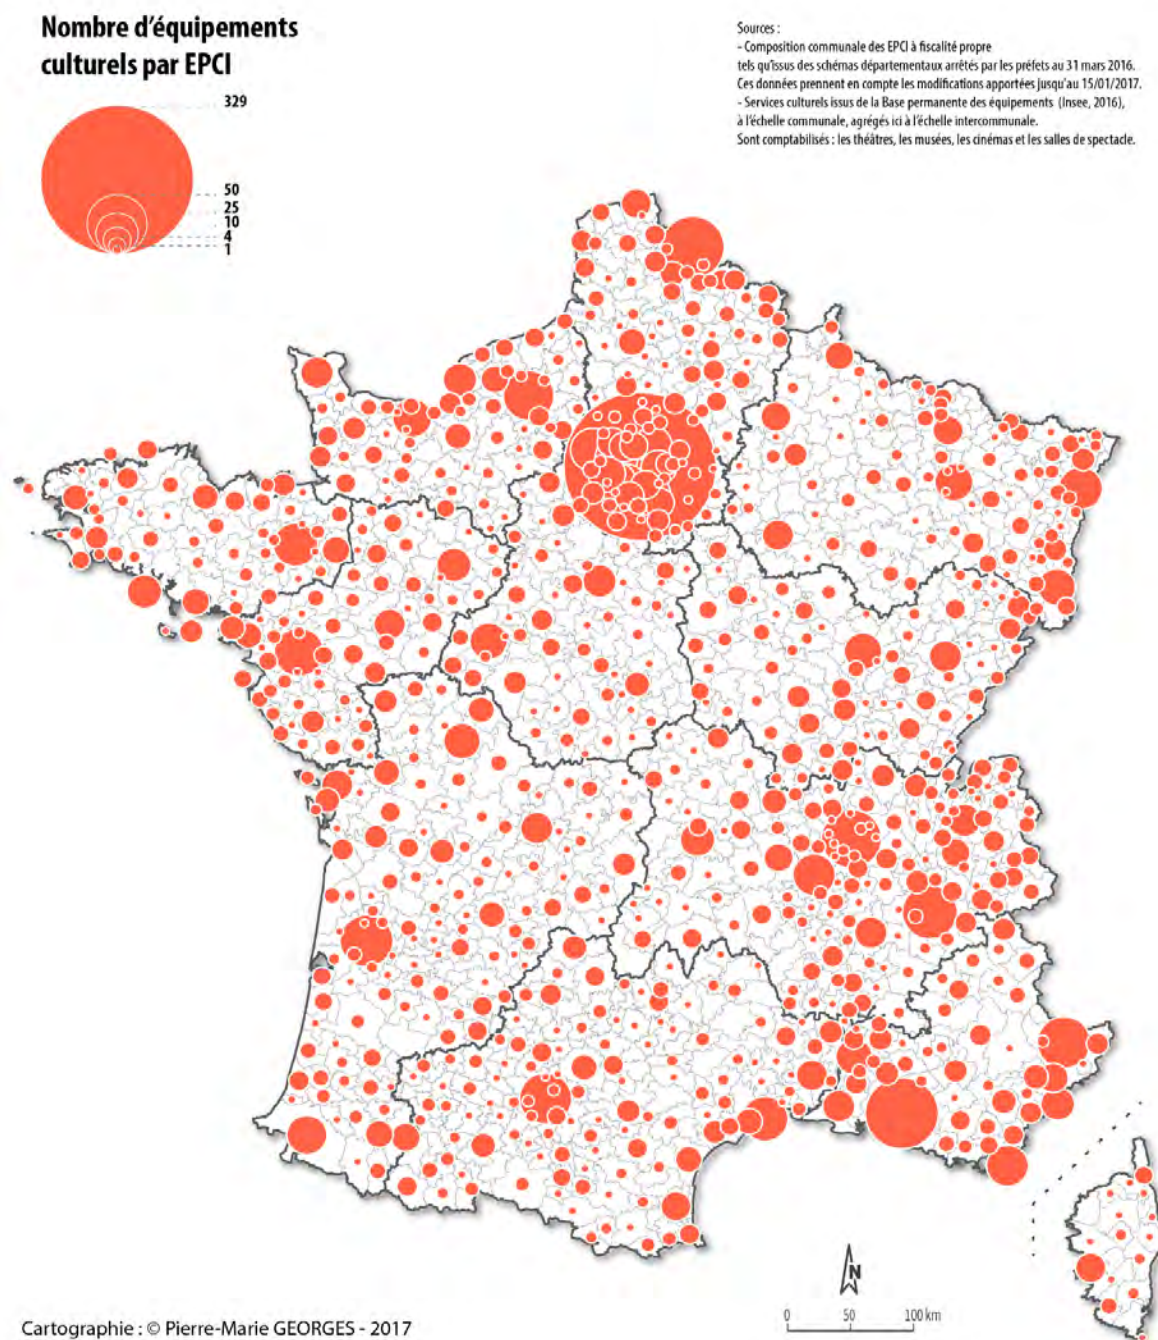 Nombre d'équipements
culturels par EPCI
329
50
25
10
4
1
Sources :
- Composition communale des EPCI à fiscalité propre
tels qu'issus des schémas départementaux arrêtés par les préfets au 31 mars 2016.
Ces données prennent en compte les modifications apportées jusqu'au 15/01/2017.
- Services culturels issus de la Base permanente des équipements (Insee, 2016),
à l'échelle communale, agrégés ici à l'échelle intercommunale.
Sont comptabilisés : les théâtres, les musées, les cinémas et les salles de spectacle.
N
0 50 100 km
Cartographie : © Pierre-Marie GEORGES - 2017